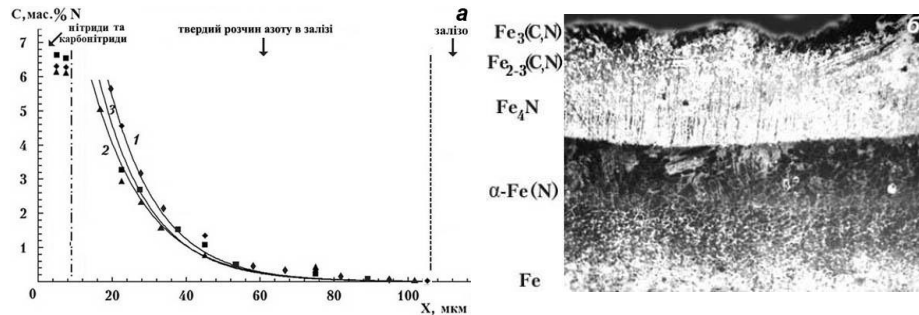 C, мас.% N
нітриди та
карбонітриди
твердий розчин азоту в залізі
залізо
а
7
6
5
4
3
2
1
0
20
40
60
80
100
X, мкм
1
3
2
б
Fe3(C,N)
Fe2-3(C,N)
Fe4N
α-Fe(N)
Fe